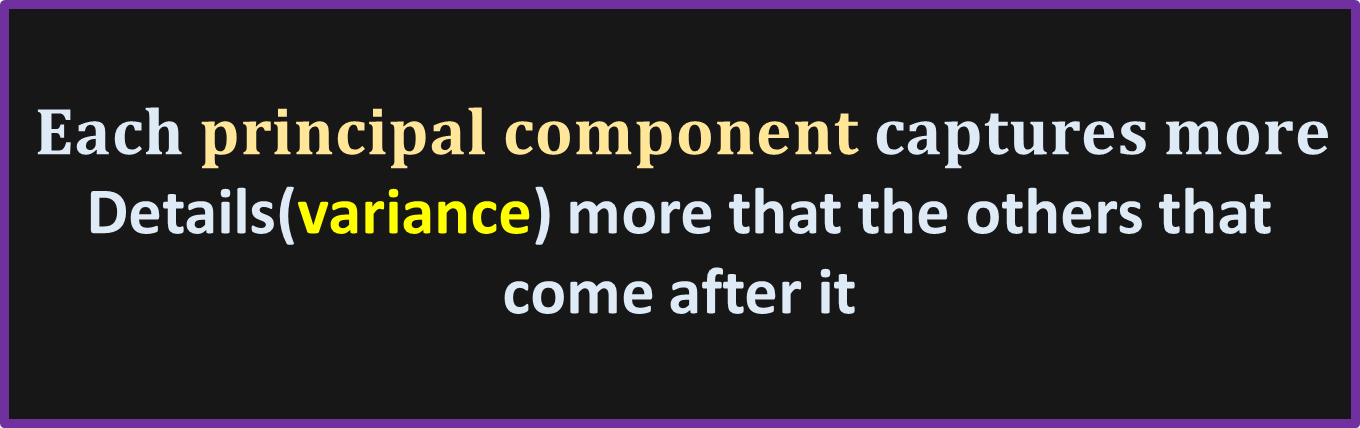 Each principal component captures more
Details(variance) more that the others that
come after it